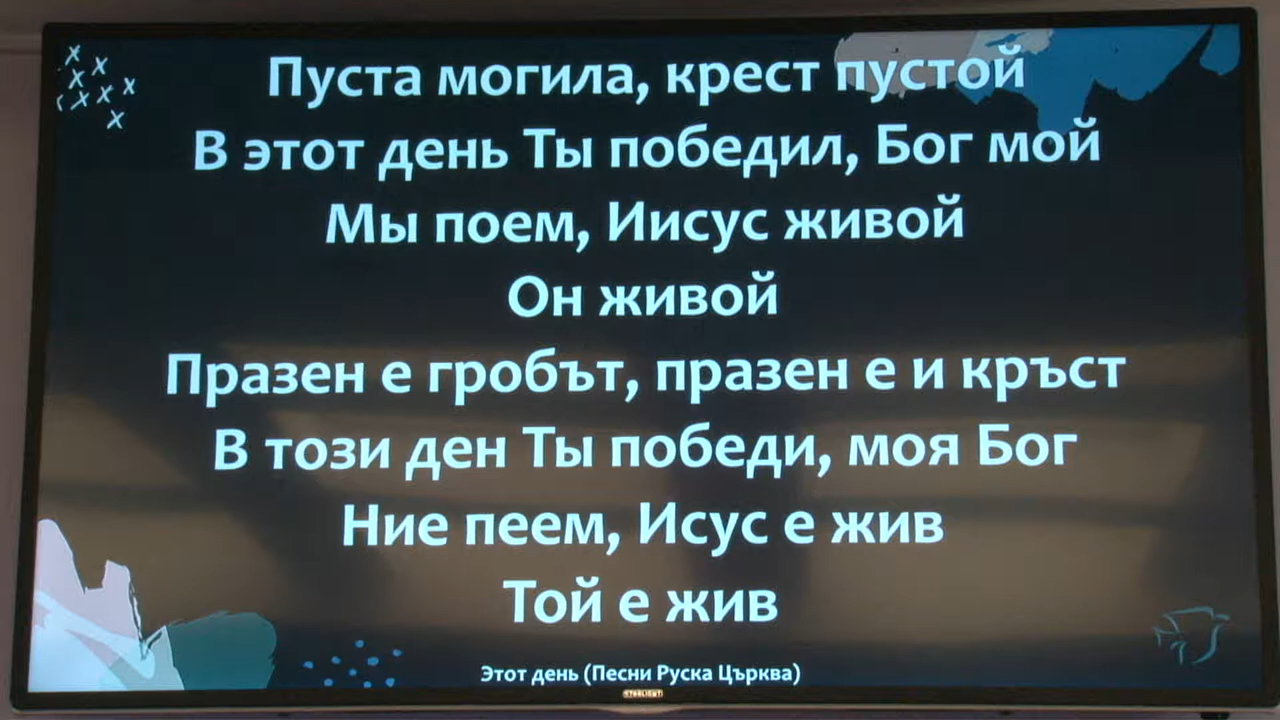 Пуста могила, крест пустой
В этот день Ты победил, Бог мой
Мы поем, Иисус живой
Он живой
Празен е гробът, празен е и кръст
В този ден Ты победи, моя Бог
Ние пеем, Исус е жив
Той е жив
Этот день (Песни Руска Църква)